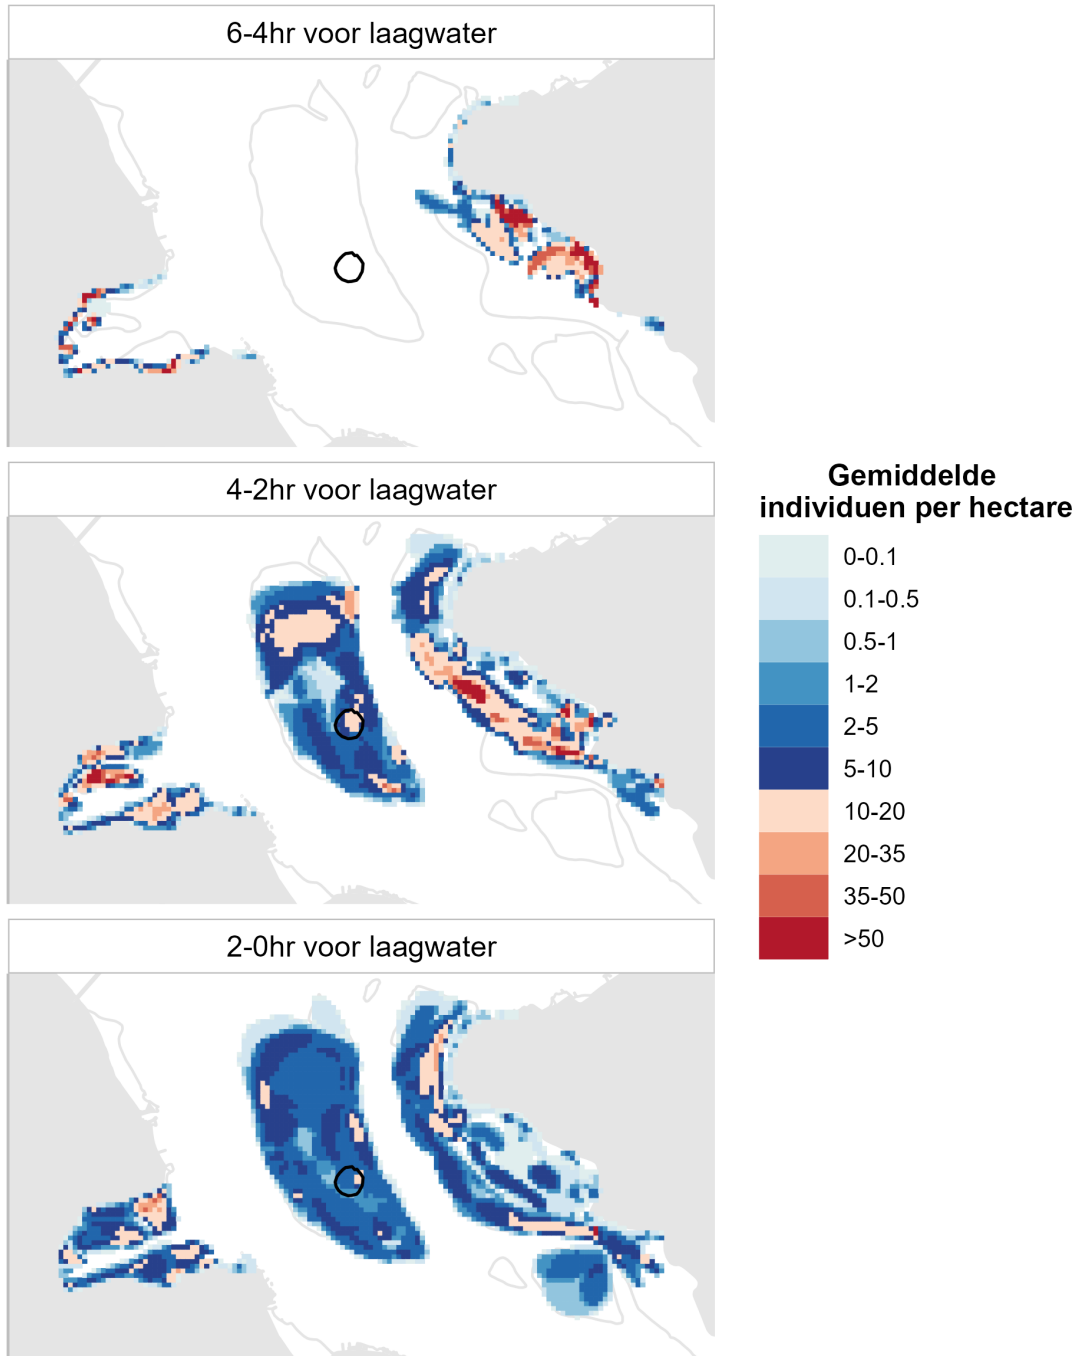 6-4hr voor laagwater
4-2hr voor laagwater
Gemiddelde
individuen per hectare
0-0.1
0.1-0.5
0.5-1
1-2
2-5
5-10
10-20
20-35
35-50
>50
2-0hr voor laagwater